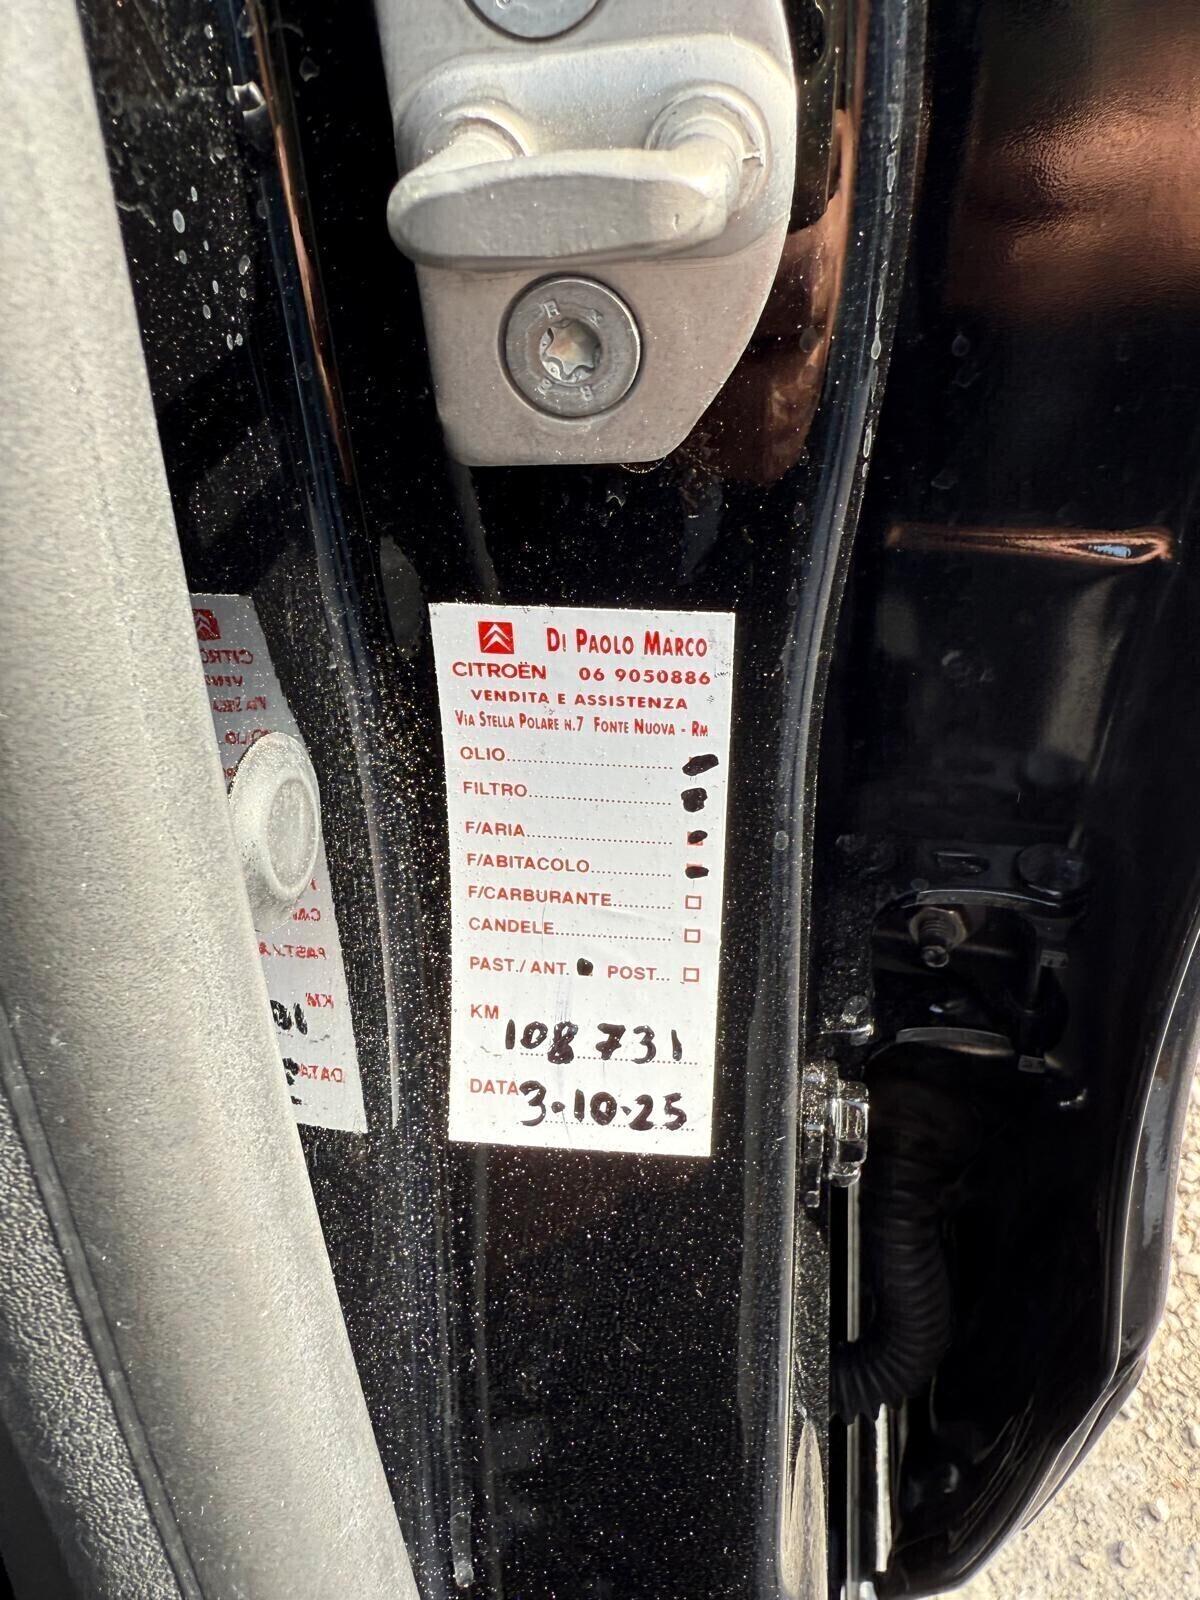 Di Paolo Marco
CITROËN 06 9050886
VENDITA E ASSISTENZA
Via Stella Polare n.7 Fonte Nuova - Rm
OLIO
FILTRO
F/ARIA
F/ABITACOLO
F/CARBURANTE
CANDELE
PAST./ANT. POST...
KM
108 731
DATA 3-10-25